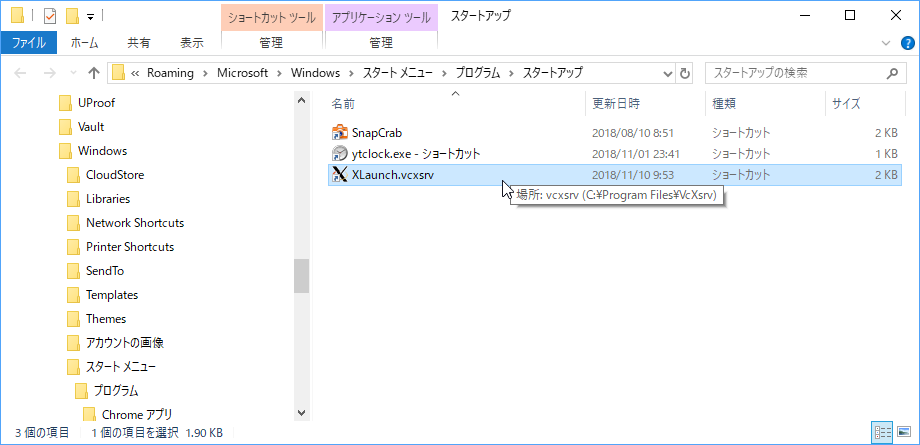 ショートカット ツール アプリケーション ツール スタートアップ
ファイル ホーム 共有 表示 管理 管理
« Roaming > Microsoft > Windows > スタート メニュー > プログラム > スタートアップ スタートアップの検索
UProof
Vault
Windows
CloudStore
Libraries
Network Shortcuts
Printer Shortcuts
SendTo
Templates
Themes
アカウントの画像
スタート メニュー
プログラム
Chrome アプリ
名前 更新日時 種類 サイズ
SnapCrab 2018/08/10 8:51 ショートカット 2 KB
ytclock.exe - ショートカット 2018/11/01 23:41 ショートカット 1 KB
XLaunch.vcxsrv 2018/11/10 9:53 ショートカット 2 KB
場所: vcxsrv (C:¥Program Files¥VcXsrv)
3 個の項目 1 個の項目を選択 1.90 KB